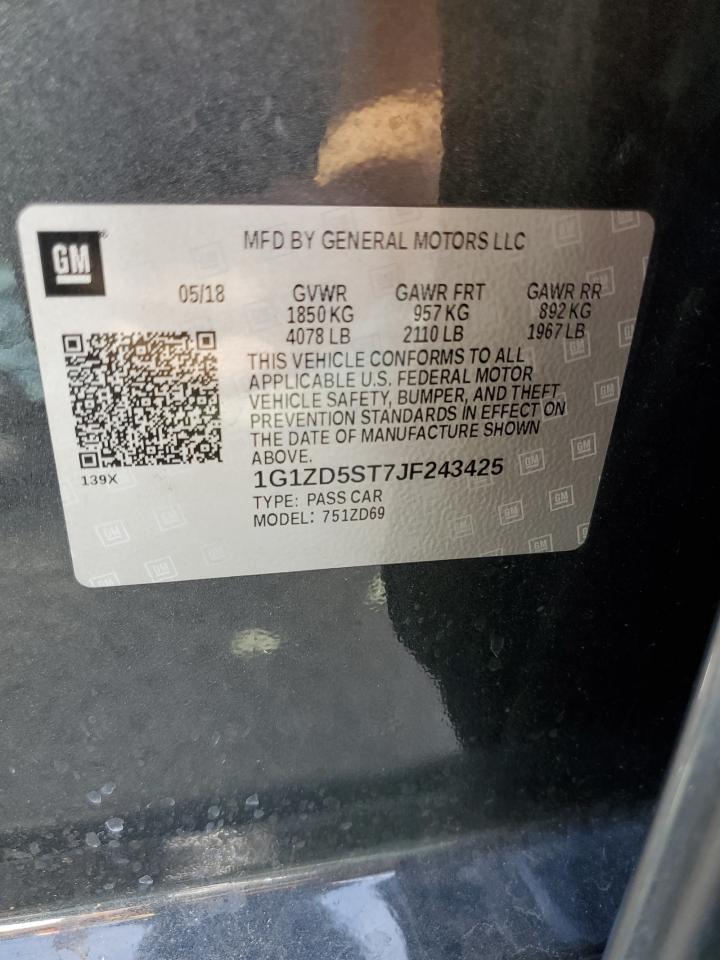 GM
MFD BY GENERAL MOTORS LLC
05/18 GVWR GAWR FRT GAWR RR
1850 KG 957 KG 892 KG
4078 LB 2110 LB 1967 LB
THIS VEHICLE CONFORMS TO ALL
APPLICABLE U.S. FEDERAL MOTOR
VEHICLE SAFETY, BUMPER, AND THEFT
PREVENTION STANDARDS IN EFFECT ON
THE DATE OF MANUFACTURE SHOWN
ABOVE.
139X
1G1ZD5ST7JF243425
TYPE: PASS CAR
MODEL: 751ZD69